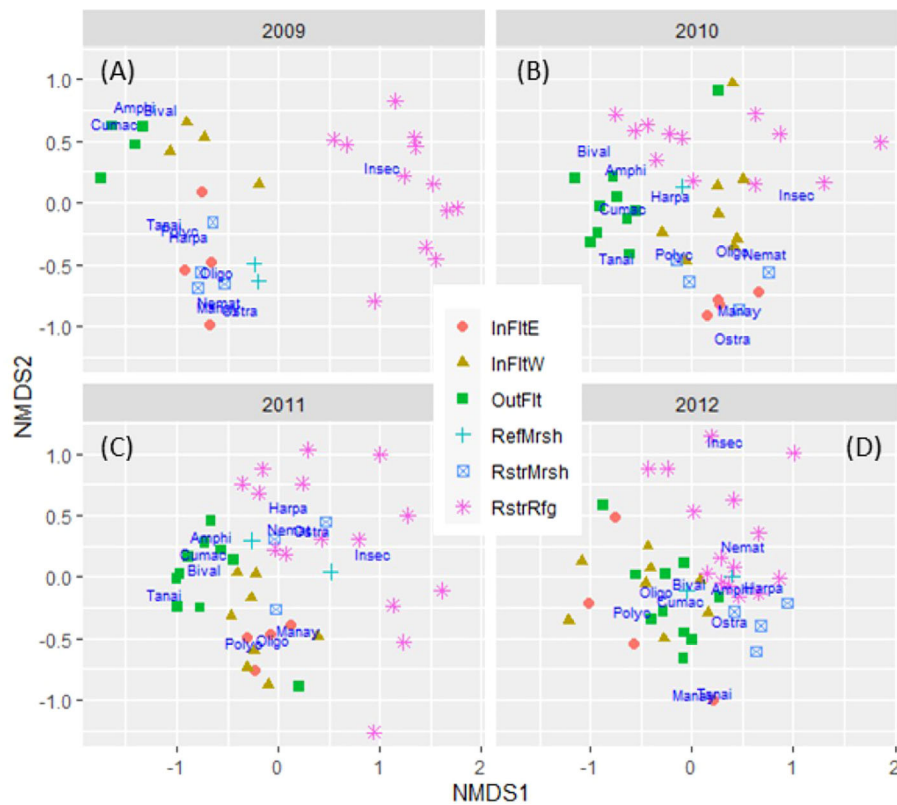 2009
2010
(A)
(B)
NMDS2
1.0
0.5
0.0
-0.5
-1.0
Amphi
Bival
Cumac
Insec
Tanai
Polyc
Harpa
Oligo
Nemat
Manay
Ostra
Bival
Amphi
Harpa
Insec
Cumac
Tanai
Polyc
Oligo
Nemat
Manay
Ostra
InFltE
InFltW
OutFlt
RefMrsh
RstrMrsh
RstrRfg
2011
2012
(C)
(D)
1.0
0.5
0.0
-0.5
-1.0
Harpa
Nemat
Ostra
Amphi
Cumac
Insec
Bival
Tanai
Manay
Polyc
Oligo
Insec
Nemat
Bival
Amphi
Harpa
Oligo
Cumac
Polyc
Ostra
Manay
Tanai
-1 0 1 2
-1 0 1 2
NMDS1